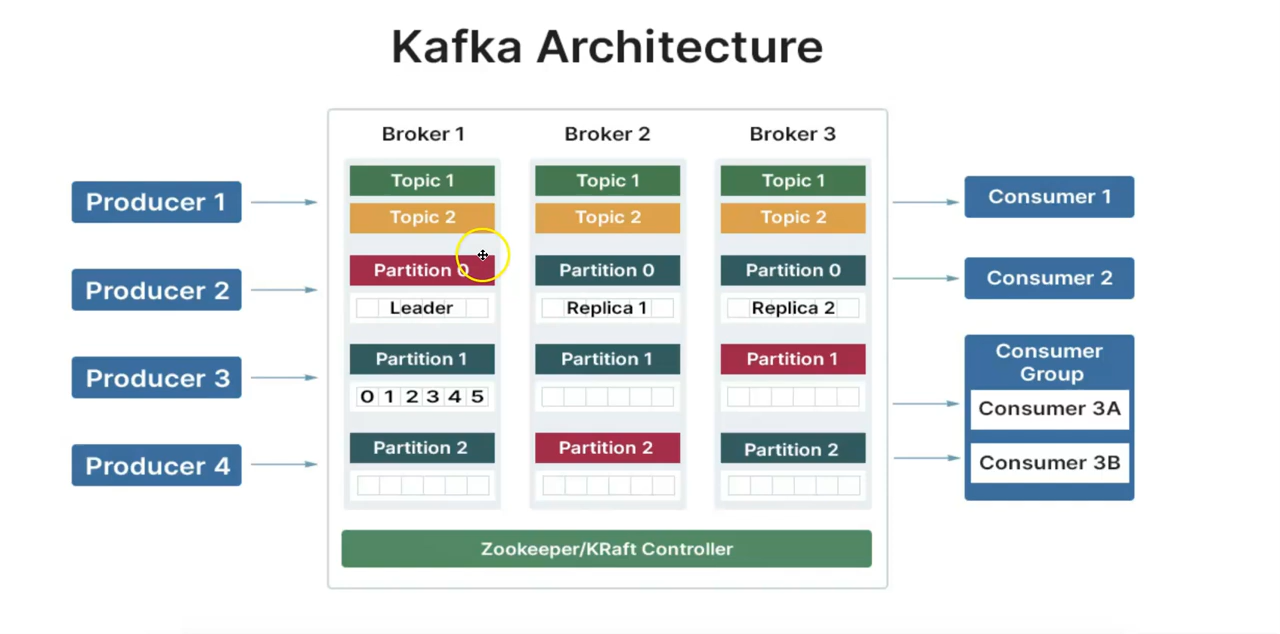 Kafka Architecture
Broker 1
Broker 2
Broker 3
Producer 1
Producer 2
Producer 3
Producer 4
Topic 1
Topic 2
Partition 0
Leader
Partition 1
0 1 2 3 4 5
Partition 2
Topic 1
Topic 2
Partition 0
Replica 1
Partition 1
Partition 2
Topic 1
Topic 2
Partition 0
Replica 2
Partition 1
Partition 2
Zookeeper/KRaft Controller
Consumer 1
Consumer 2
Consumer
Group
Consumer 3A
Consumer 3B